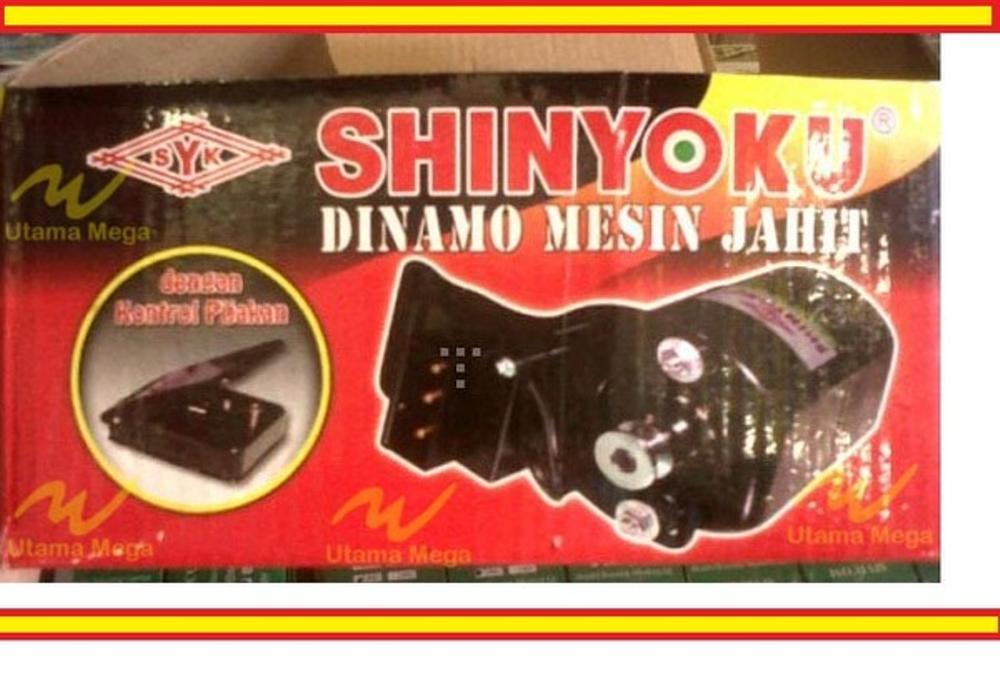 SYK
SHINYOKU®
DINAMO MESIN JAHIT
Utama Mega
dengan
Kontrol Pijakan
Utama Mega
Utama Mega
Utama Mega